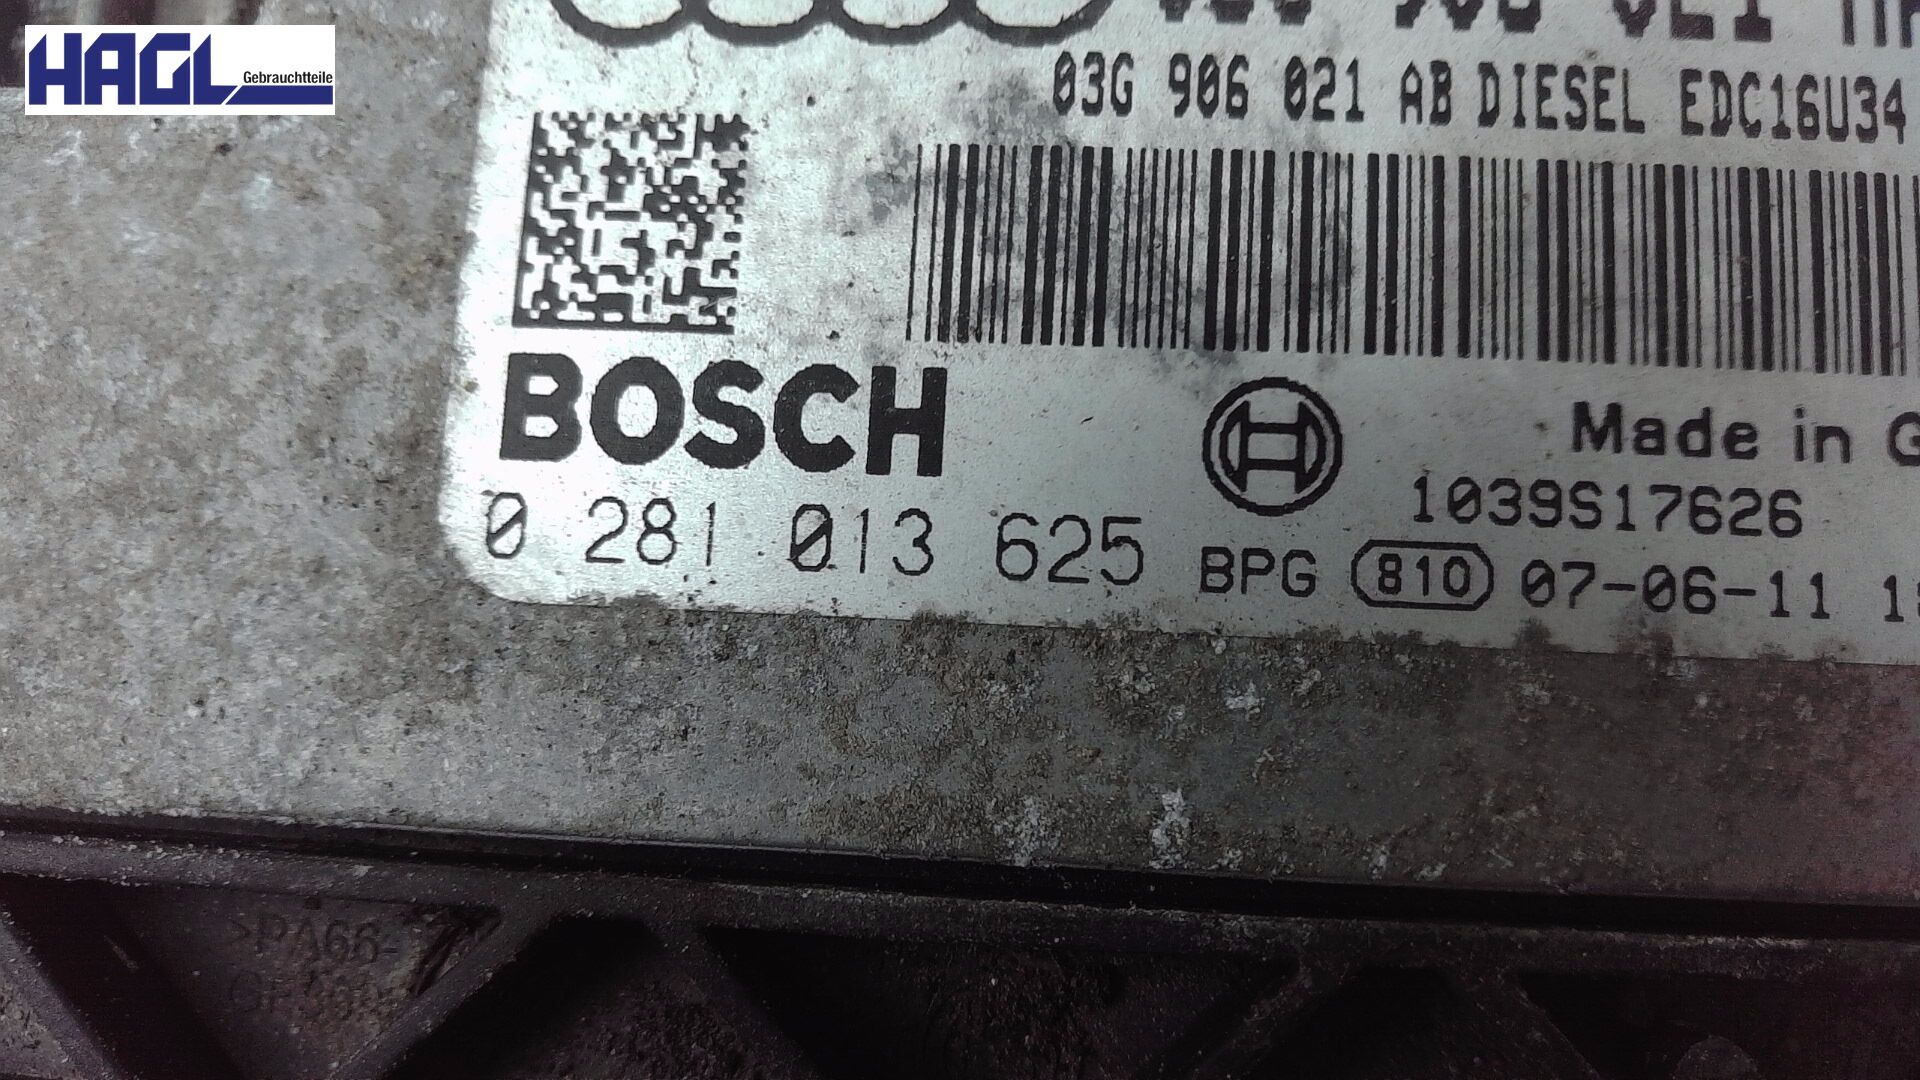 HAGL Gebrauchtteile
03G 906 021 AB DIESEL EDC16U34
BOSCH
Made in G
1039S17626
0 281 013 625
BPG 810 07-06-11
>PA66-